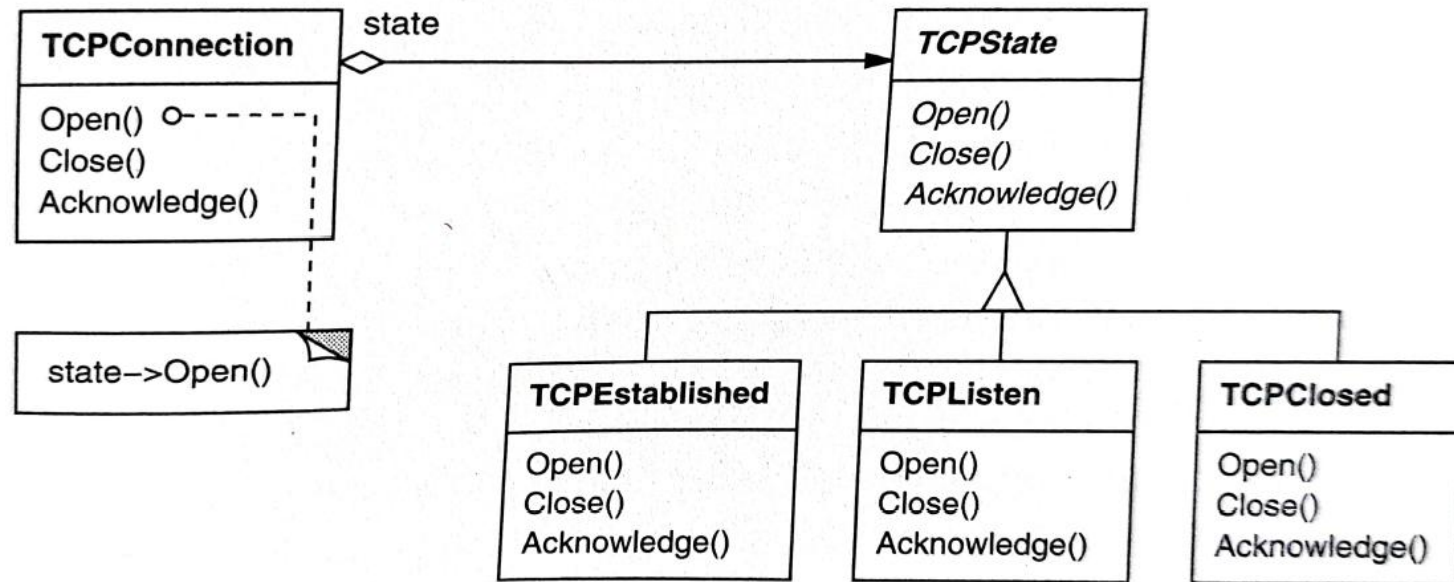 TCPConnection
Open()
Close()
Acknowledge()
state
TCPState
Open()
Close()
Acknowledge()
state->Open()
TCPEstablished
Open()
Close()
Acknowledge()
TCPListen
Open()
Close()
Acknowledge()
TCPClosed
Open()
Close()
Acknowledge()